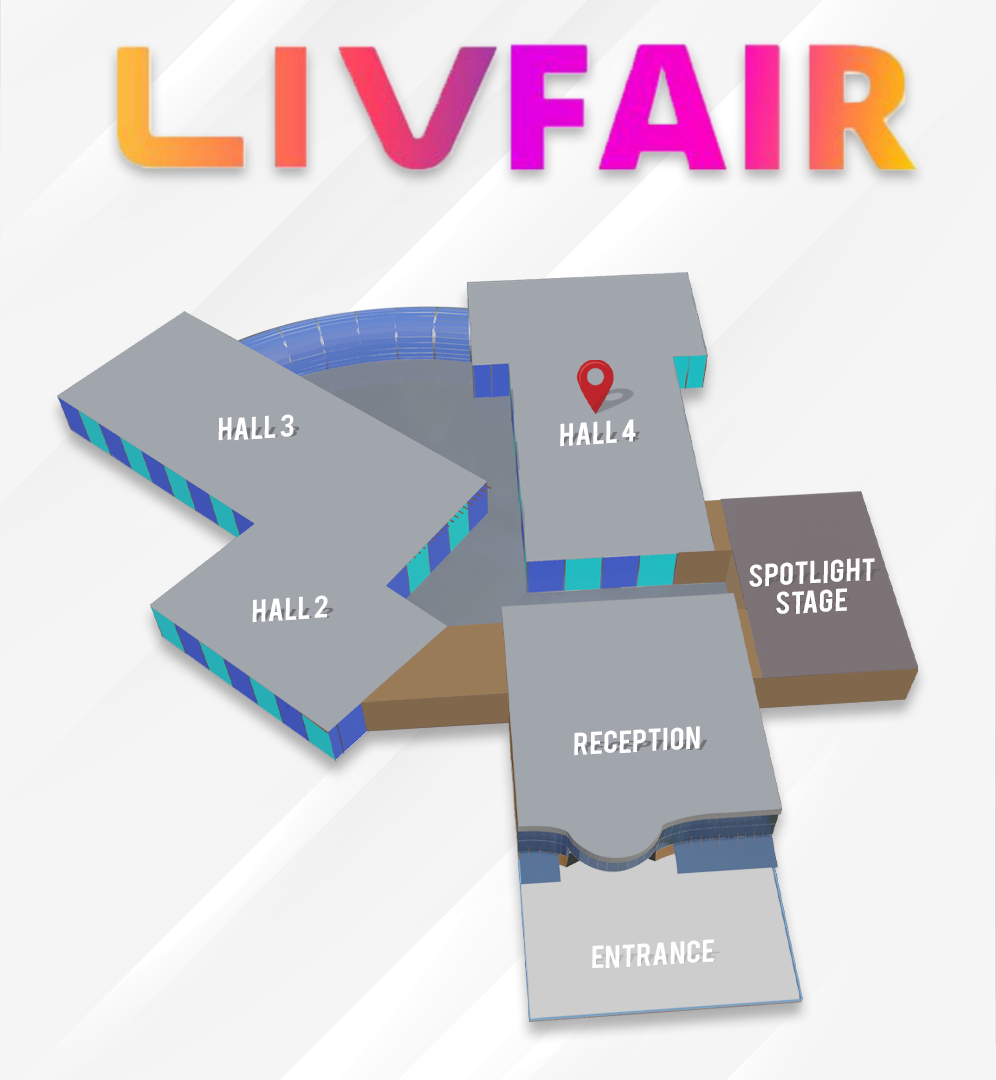 LIVFAIR
HALL 3
HALL 4
SPOTLIGHT
STAGE
HALL 2
RECEPTION
ENTRANCE